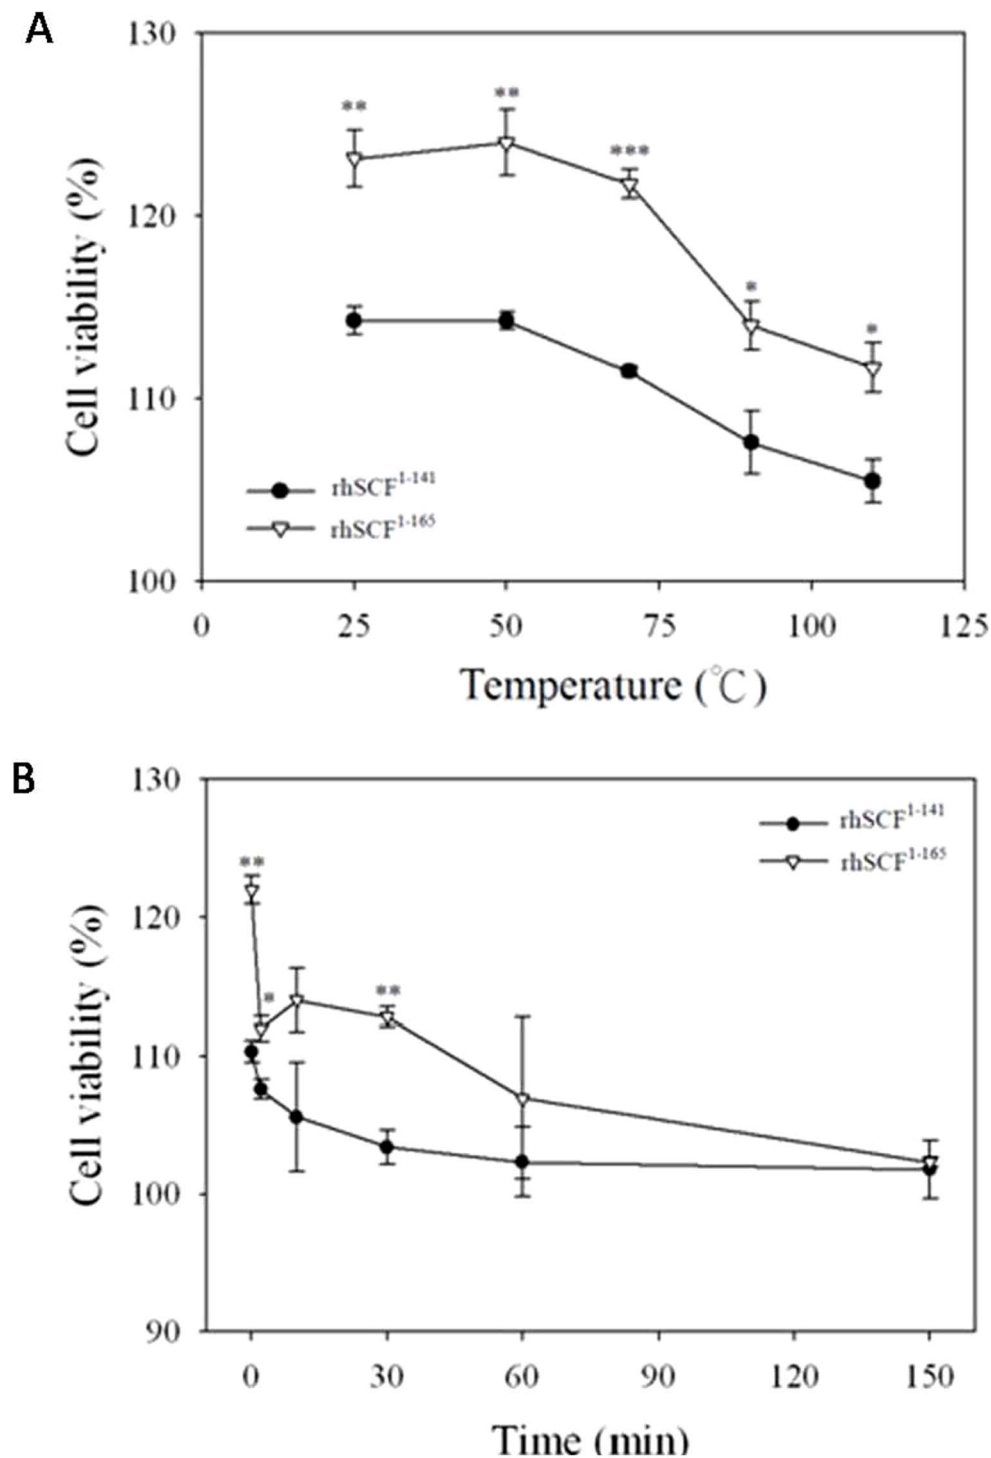 A
130
120
110
100
Cell viability (%)
**
**
***
*
*
rhSCF1-141
rhSCF1-165
0 25 50 75 100 125
Temperature (℃)
B
130
120
110
100
90
Cell viability (%)
**
*
**
rhSCF1-141
rhSCF1-165
0 30 60 90 120 150
Time (min)